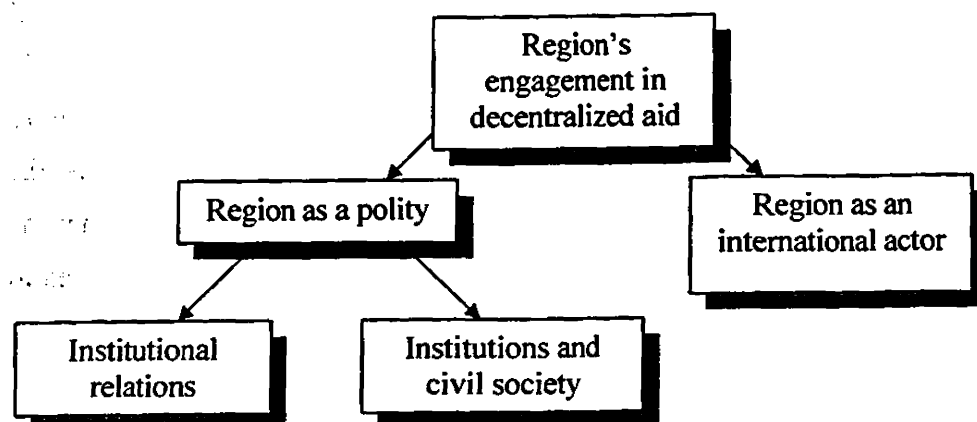 Region's
engagement in
decentralized aid
Region as a polity
Region as an
international actor
Institutional
relations
Institutions and
civil society